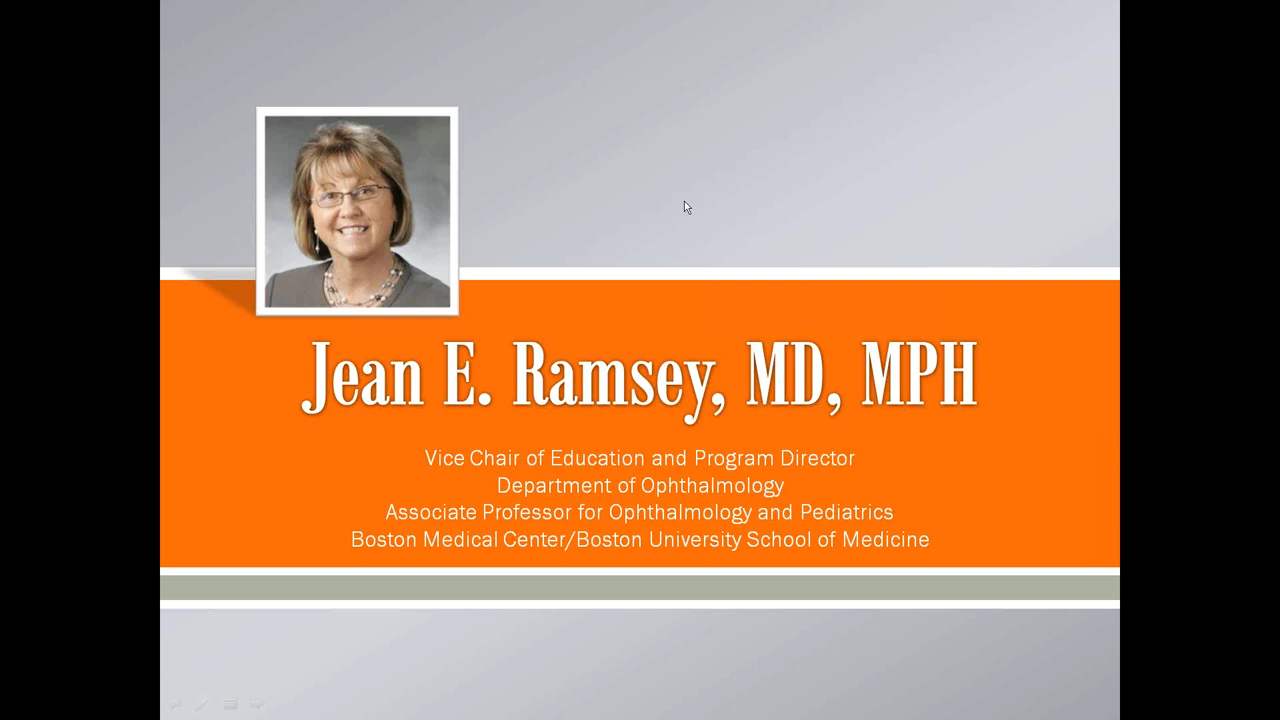 Jean E. Ramsey, MD, MPH
Vice Chair of Education and Program Director
Department of Ophthalmology
Associate Professor for Ophthalmology and Pediatrics
Boston Medical Center/Boston University School of Medicine